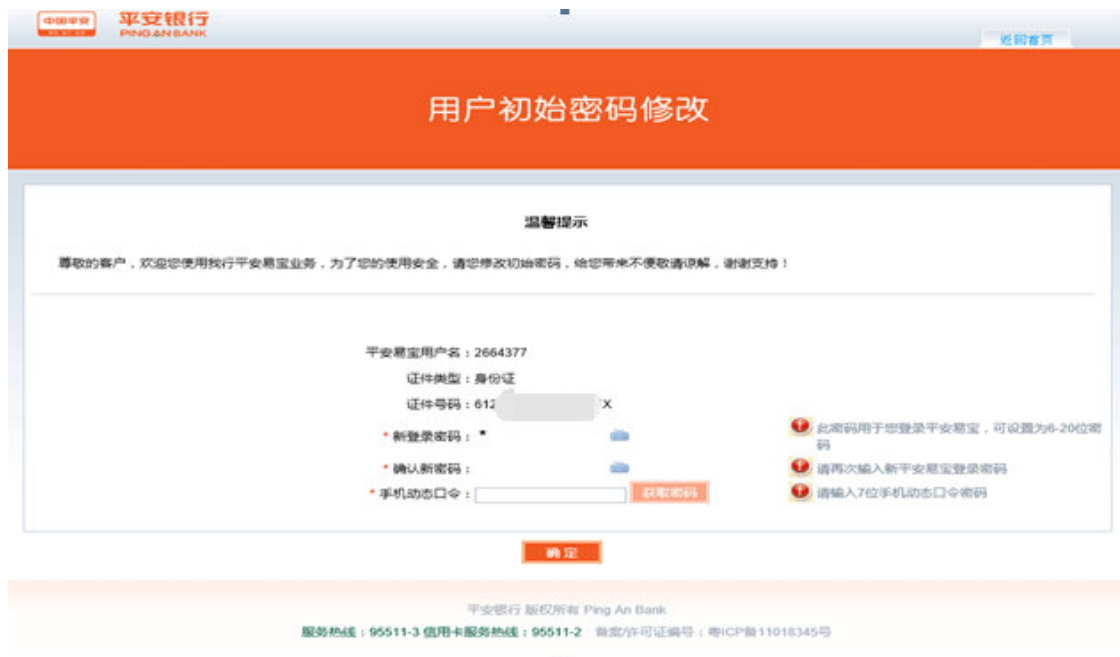 中国平安
平安银行
PING AN BANK
返回首页
用户初始密码修改
温馨提示
尊敬的客户，欢迎您使用我行平安易宝业务，为了您的使用安全，请您修改初始密码，给您带来不便敬请谅解，谢谢支持！
平安易宝用户名：2664377
证件类型：身份证
证件号码：612 X
*新登录密码：*
此密码用于您登录平安易宝，可设置为6-20位密
码
*确认新密码：
请再次输入新平安易宝登录密码
*手机动态口令： 获取密码
请输入7位手机动态口令密码
确定
平安银行 版权所有 Ping An Bank
服务热线：95511-3 信用卡服务热线：95511-2 备案/许可证编号：粤ICP备11018345号